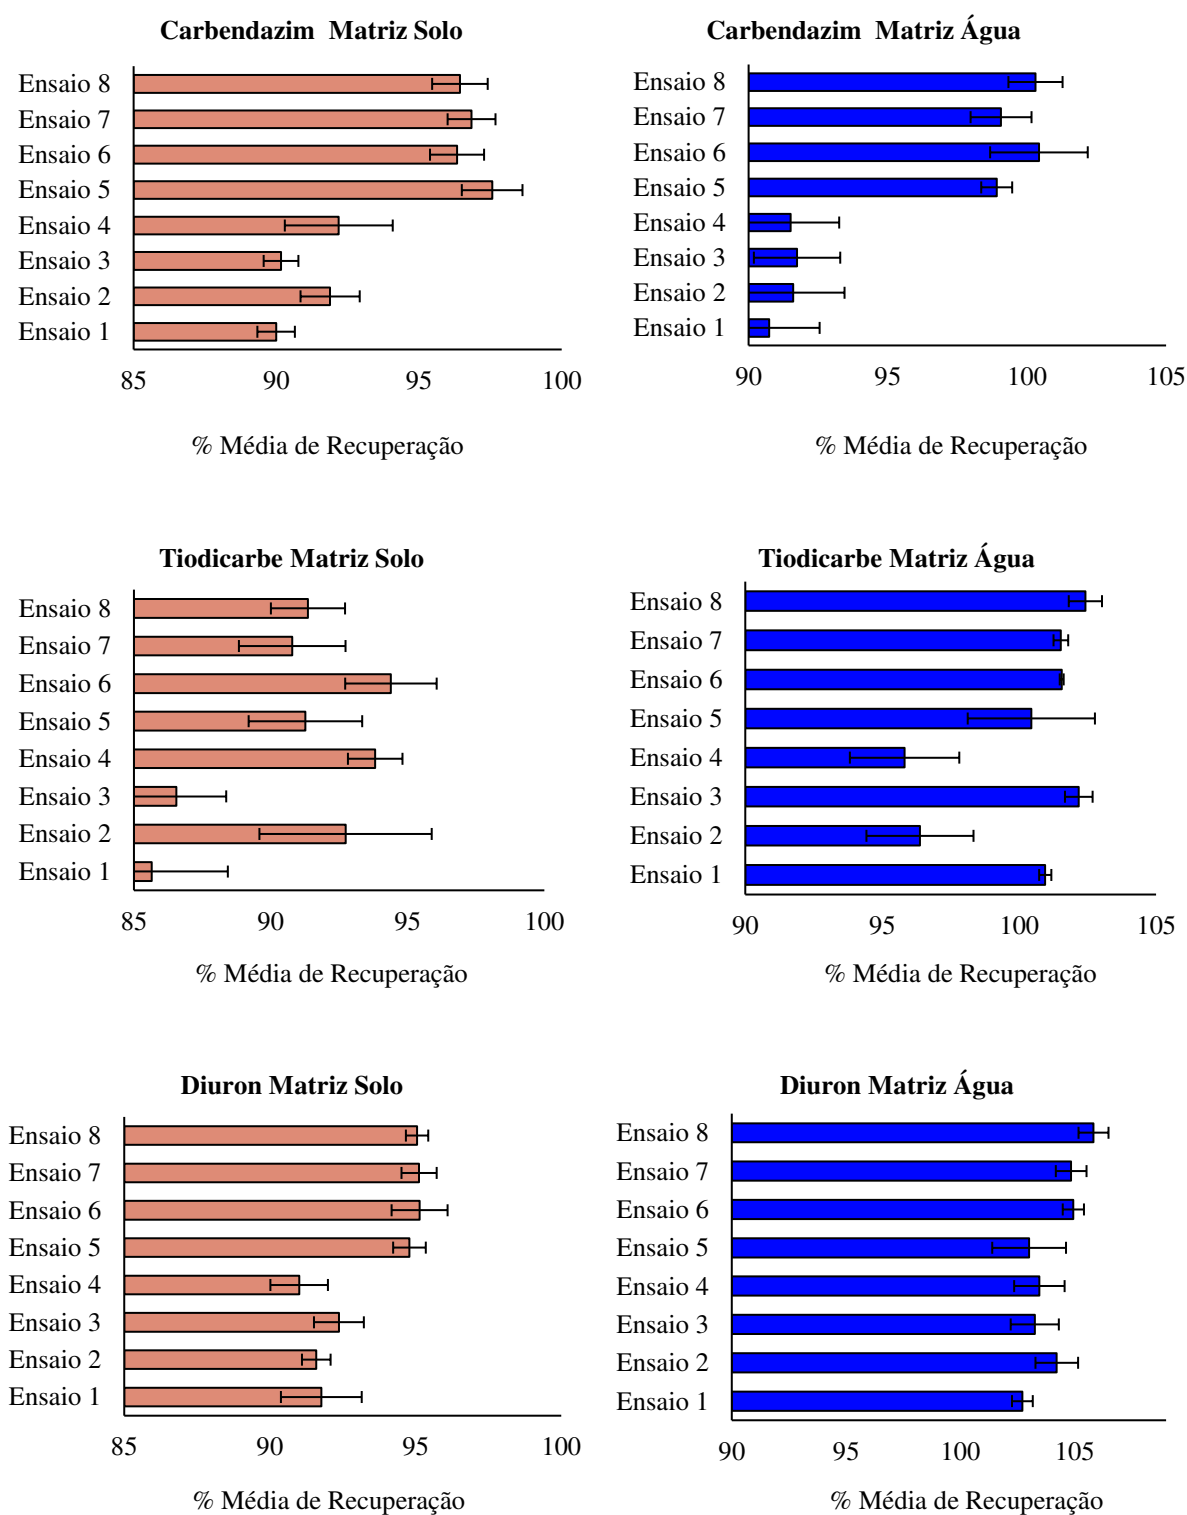 Carbendazim  Matriz Solo
Ensaio 8
Ensaio 7
Ensaio 6
Ensaio 5
Ensaio 4
Ensaio 3
Ensaio 2
Ensaio 1
85 90 95 100
% Média de Recuperação
Carbendazim  Matriz Água
Ensaio 8
Ensaio 7
Ensaio 6
Ensaio 5
Ensaio 4
Ensaio 3
Ensaio 2
Ensaio 1
90 95 100 105
% Média de Recuperação
Tiodicarbe Matriz Solo
Ensaio 8
Ensaio 7
Ensaio 6
Ensaio 5
Ensaio 4
Ensaio 3
Ensaio 2
Ensaio 1
85 90 95 100
% Média de Recuperação
Tiodicarbe Matriz Água
Ensaio 8
Ensaio 7
Ensaio 6
Ensaio 5
Ensaio 4
Ensaio 3
Ensaio 2
Ensaio 1
90 95 100 105
% Média de Recuperação
Diuron Matriz Solo
Ensaio 8
Ensaio 7
Ensaio 6
Ensaio 5
Ensaio 4
Ensaio 3
Ensaio 2
Ensaio 1
85 90 95 100
% Média de Recuperação
Diuron Matriz Água
Ensaio 8
Ensaio 7
Ensaio 6
Ensaio 5
Ensaio 4
Ensaio 3
Ensaio 2
Ensaio 1
90 95 100 105
% Média de Recuperação